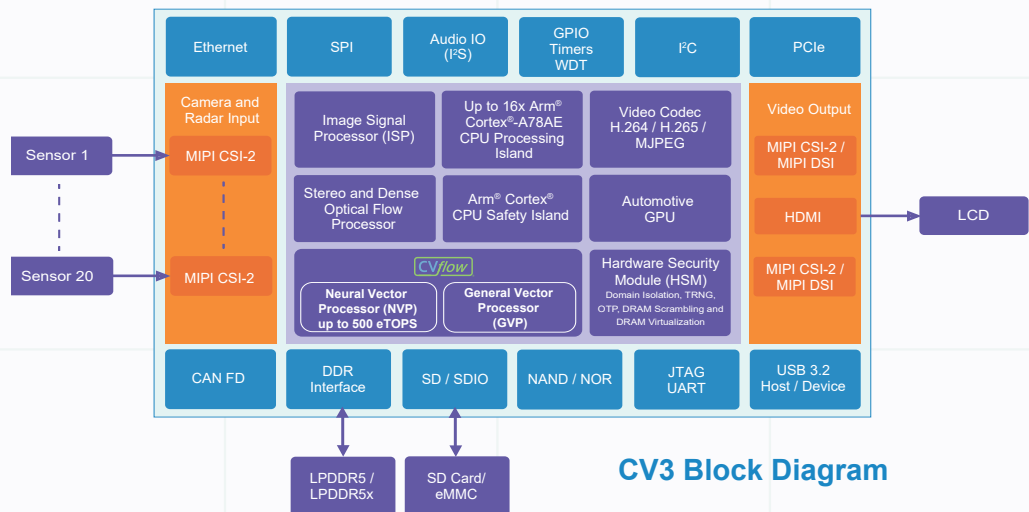 Ethernet
SPI
Audio IO
(I²S)
GPIO
Timers
WDT
I²C
PCIe
Camera and
Radar Input
MIPI CSI-2
MIPI CSI-2
Sensor 1
Sensor 20
Image Signal
Processor (ISP)
Up to 16x Arm®
Cortex®-A78AE
CPU Processing
Island
Video Codec
H.264 / H.265 /
MJPEG
Stereo and Dense
Optical Flow
Processor
Arm® Cortex®
CPU Safety Island
Automotive
GPU
CVflow
Neural Vector
Processor (NVP)
up to 500 eTOPS
General Vector
Processor
(GVP)
Hardware Security
Module (HSM)
Domain Isolation, TRNG,
OTP, DRAM Scrambling and
DRAM Virtualization
Video Output
MIPI CSI-2 /
MIPI DSI
HDMI
MIPI CSI-2 /
MIPI DSI
LCD
CAN FD
DDR
Interface
SD / SDIO
NAND / NOR
JTAG
UART
USB 3.2
Host / Device
LPDDR5 /
LPDDR5x
SD Card/
eMMC
CV3 Block Diagram